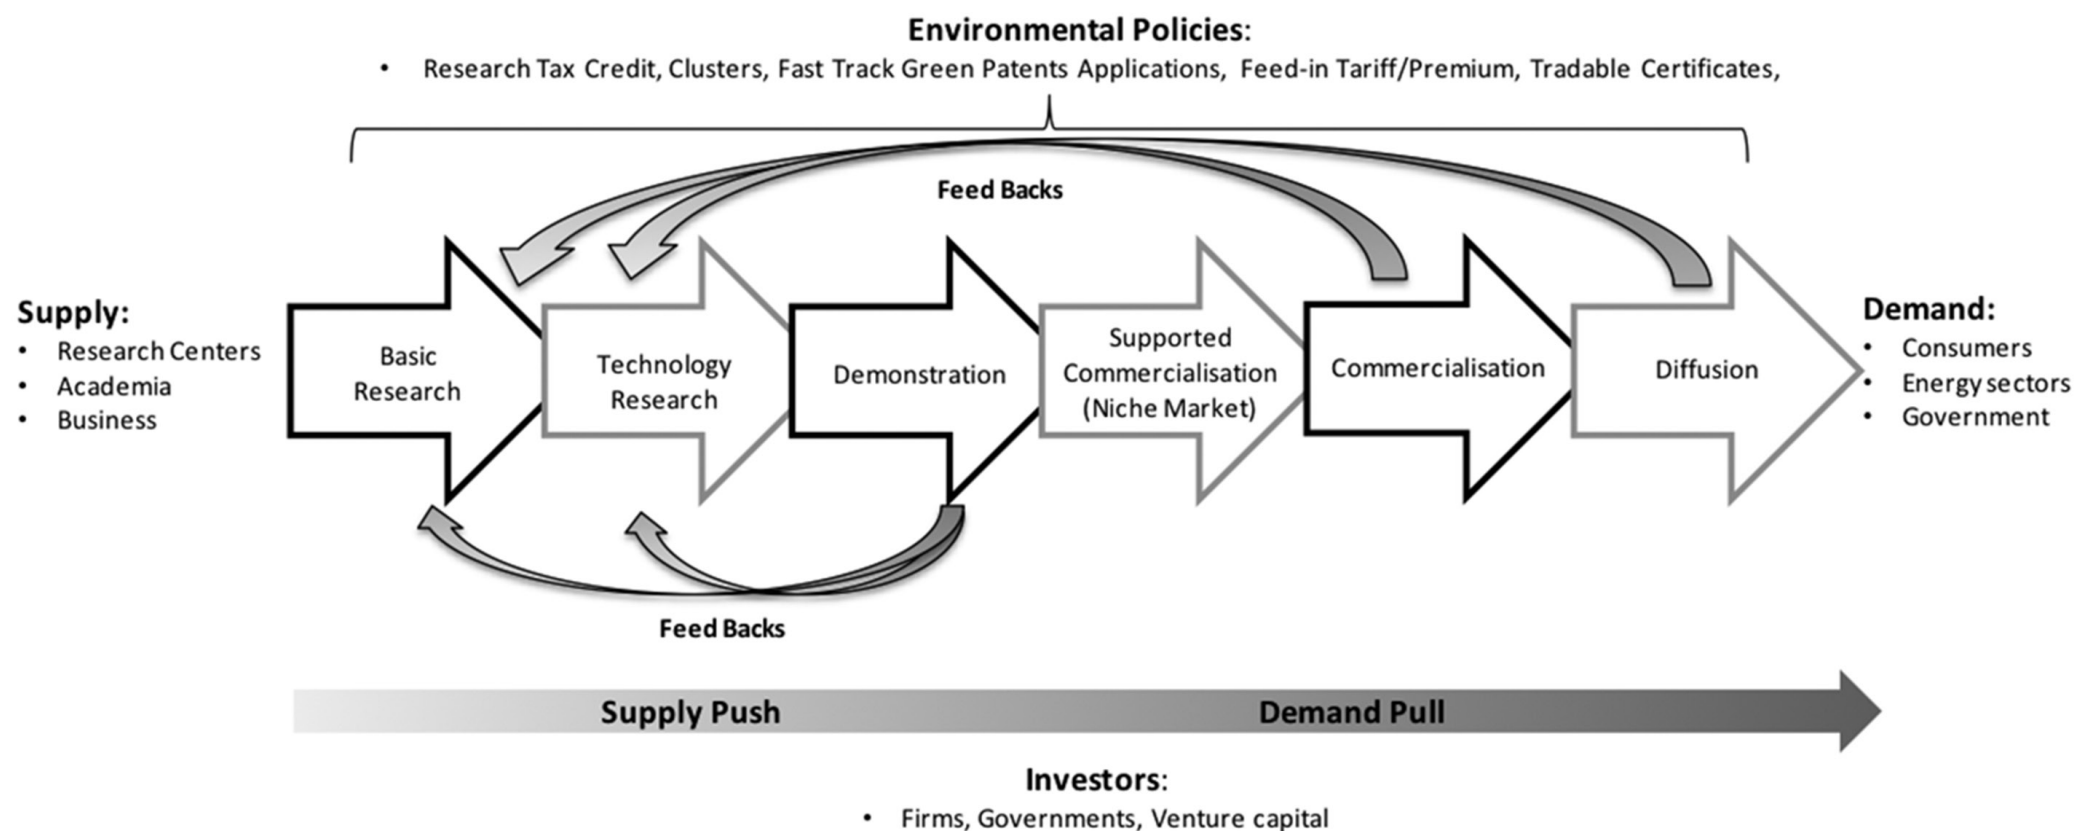 Environmental Policies:
• Research Tax Credit, Clusters, Fast Track Green Patents Applications, Feed-in Tariff/Premium, Tradable Certificates,
Feed Backs
Supply:
• Research Centers
• Academia
• Business
Basic
Research
Technology
Research
Demonstration
Supported
Commercialisation
(Niche Market)
Commercialisation
Diffusion
Demand:
• Consumers
• Energy sectors
• Government
Feed Backs
Supply Push
Demand Pull
Investors:
• Firms, Governments, Venture capital